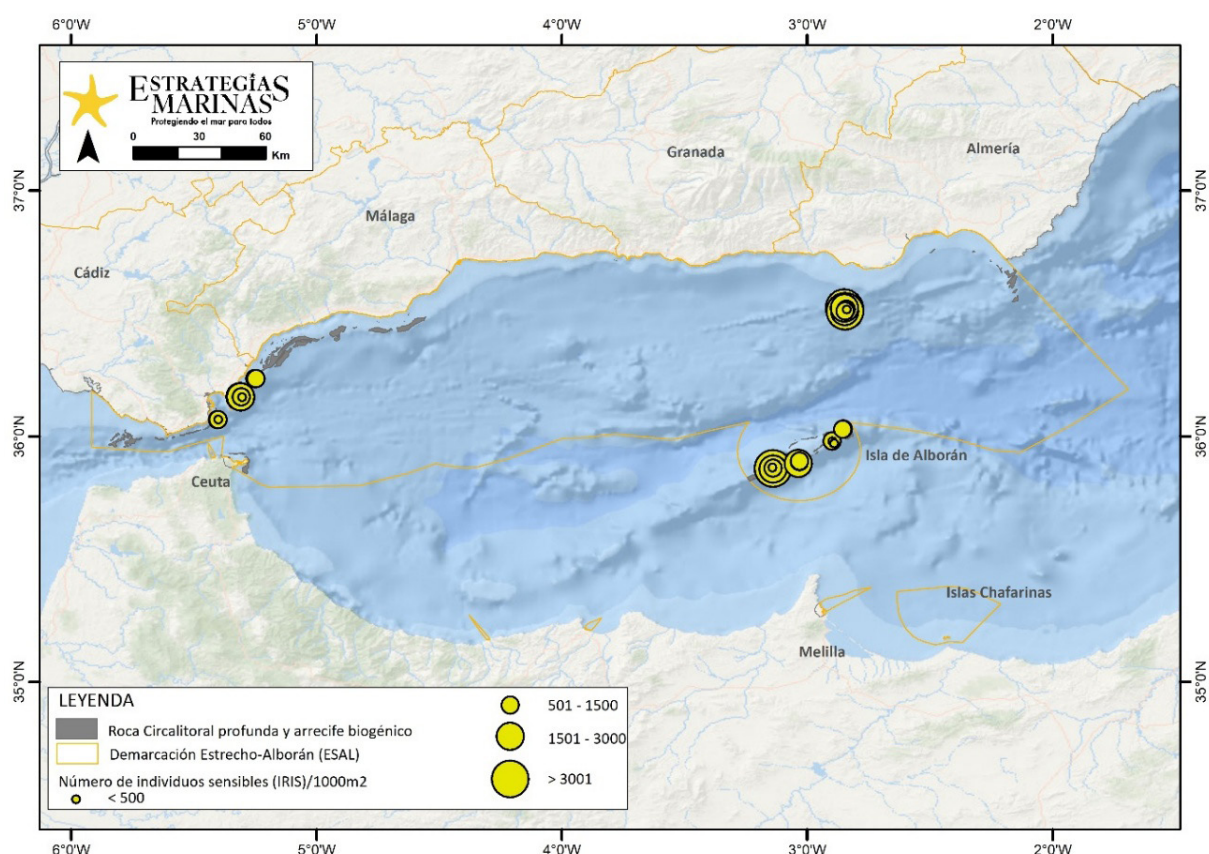 6°0'W 5°0'W 4°0'W 3°0'W 2°0'W
ESTRATEGIAS
MARINAS
Protegiendo el mar para todos
0 30 60
Km
37°0'N
37°0'N
Granada
Almería
Málaga
Cádiz
36°0'N
36°0'N
Isla de Alborán
Ceuta
Islas Chafarinas
Melilla
35°0'N
35°0'N
LEYENDA
Roca Circalitoral profunda y arrecife biogénico
Demarcación Estrecho-Alborán (ESAL)
Número de individuos sensibles (IRIS)/1000m2
< 500
501 - 1500
1501 - 3000
> 3001
6°0'W 5°0'W 4°0'W 3°0'W 2°0'W